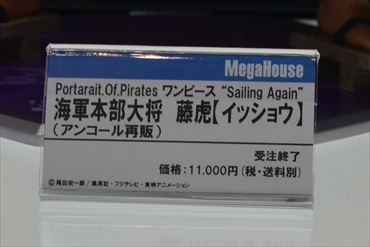 MegaHouse
Portarait.Of.Pirates ワンピース “Sailing Again”
海軍本部大将 藤虎【イッショウ】
(アンコール再販)
受注終了
価格:11,000円(税・送料別)
©尾田栄一郎/集英社・フジテレビ・東映アニメーション